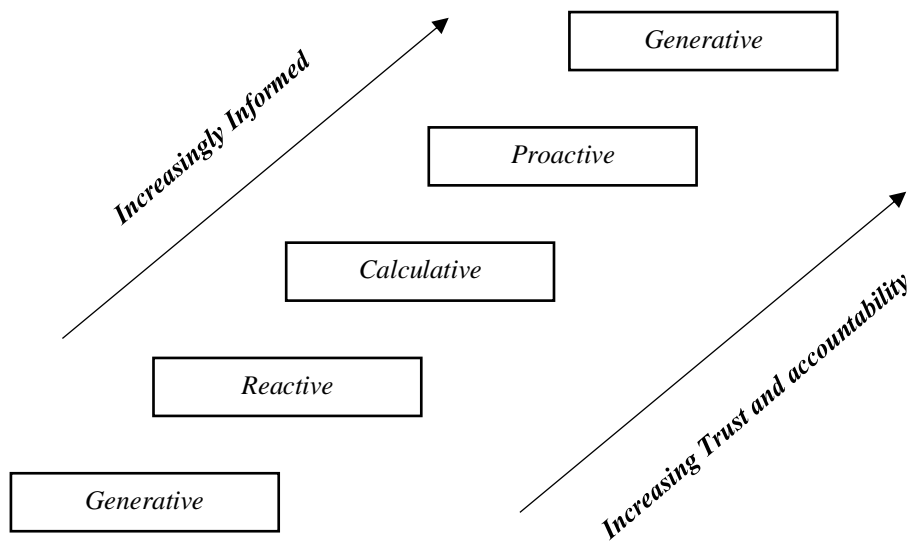 Generative
Increasingly Informed
Proactive
Calculative
Increasing Trust and accountability
Reactive
Generative